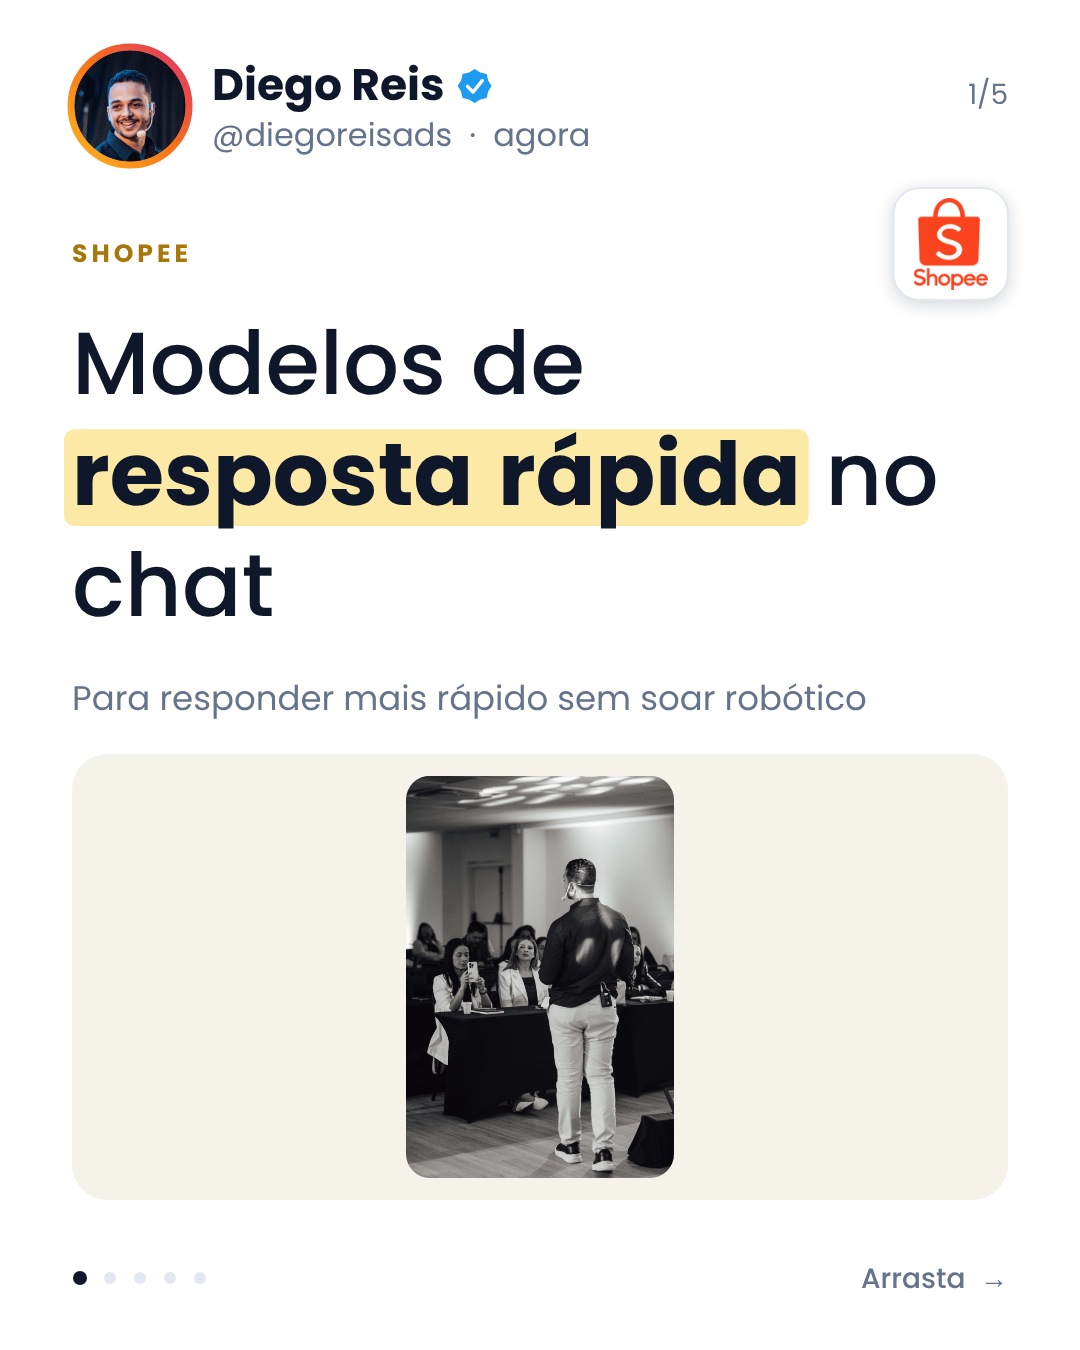 Diego Reis
@diegoreisads · agora
1/5
SHOPEE
S
Shopee
Modelos de
resposta rápida no
chat
Para responder mais rápido sem soar robótico
Arrasta →